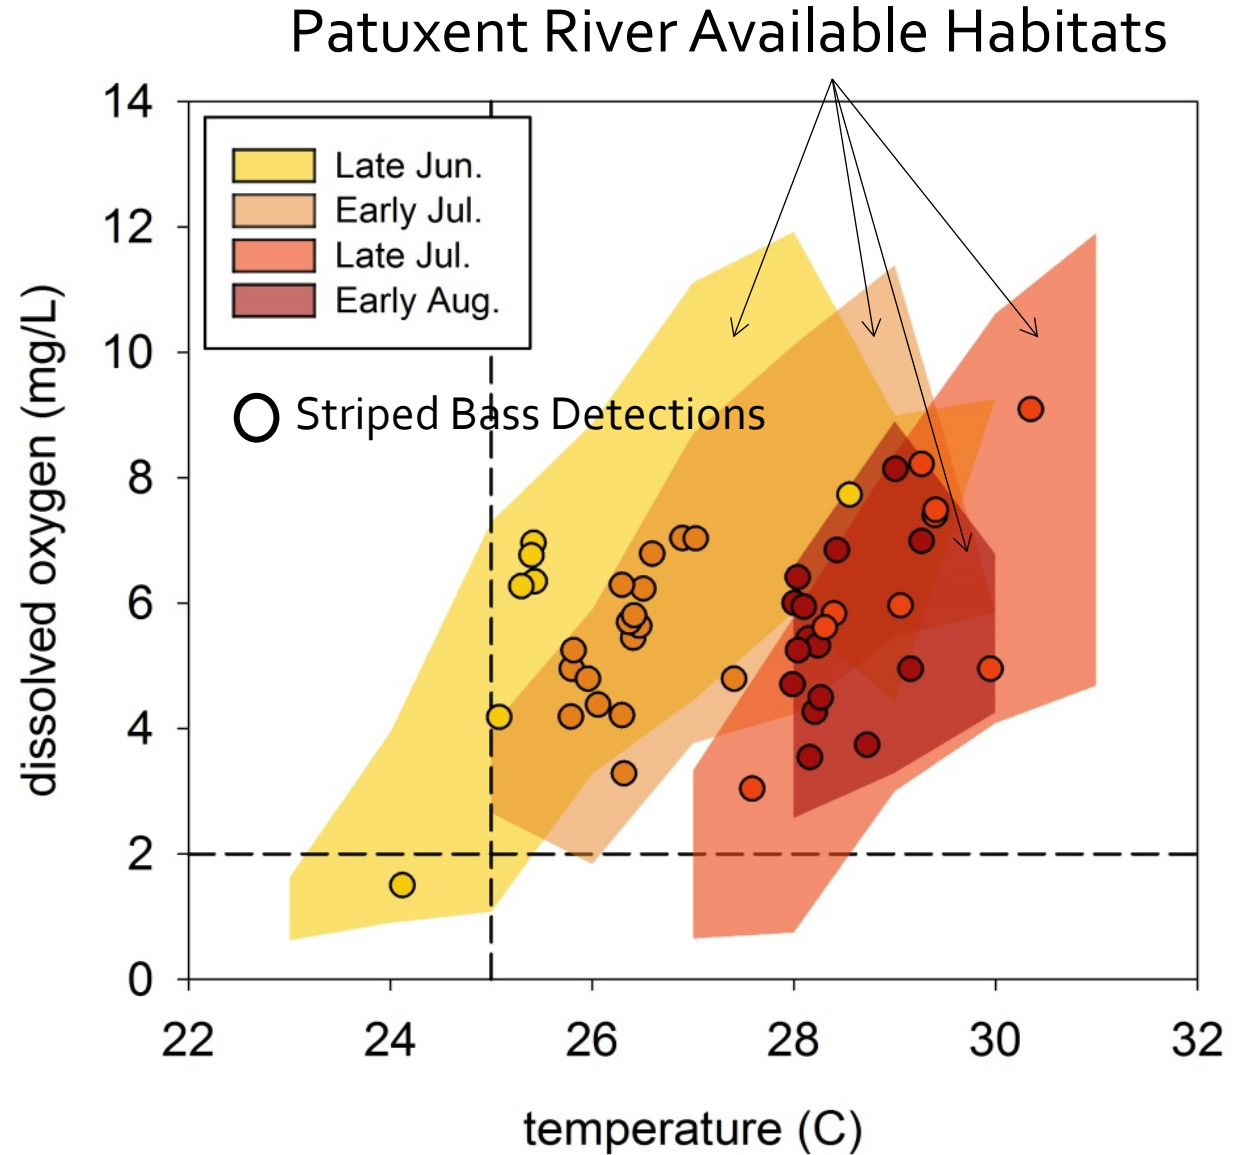 Patuxent River Available Habitats
14
12
10
8
6
4
2
0
dissolved oxygen (mg/L)
Late Jun.
Early Jul.
Late Jul.
Early Aug.
Striped Bass Detections
22 24 26 28 30 32
temperature (C)